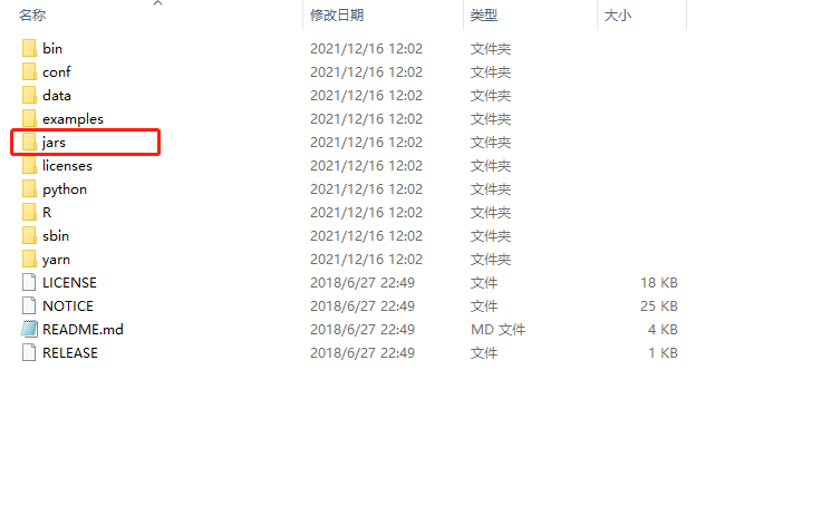 名称 修改日期 类型 大小
bin 2021/12/16 12:02 文件夹
conf 2021/12/16 12:02 文件夹
data 2021/12/16 12:02 文件夹
examples 2021/12/16 12:02 文件夹
jars 2021/12/16 12:02 文件夹
licenses 2021/12/16 12:02 文件夹
python 2021/12/16 12:02 文件夹
R 2021/12/16 12:02 文件夹
sbin 2021/12/16 12:02 文件夹
yarn 2021/12/16 12:02 文件夹
LICENSE 2018/6/27 22:49 文件 18 KB
NOTICE 2018/6/27 22:49 文件 25 KB
README.md 2018/6/27 22:49 MD 文件 4 KB
RELEASE 2018/6/27 22:49 文件 1 KB